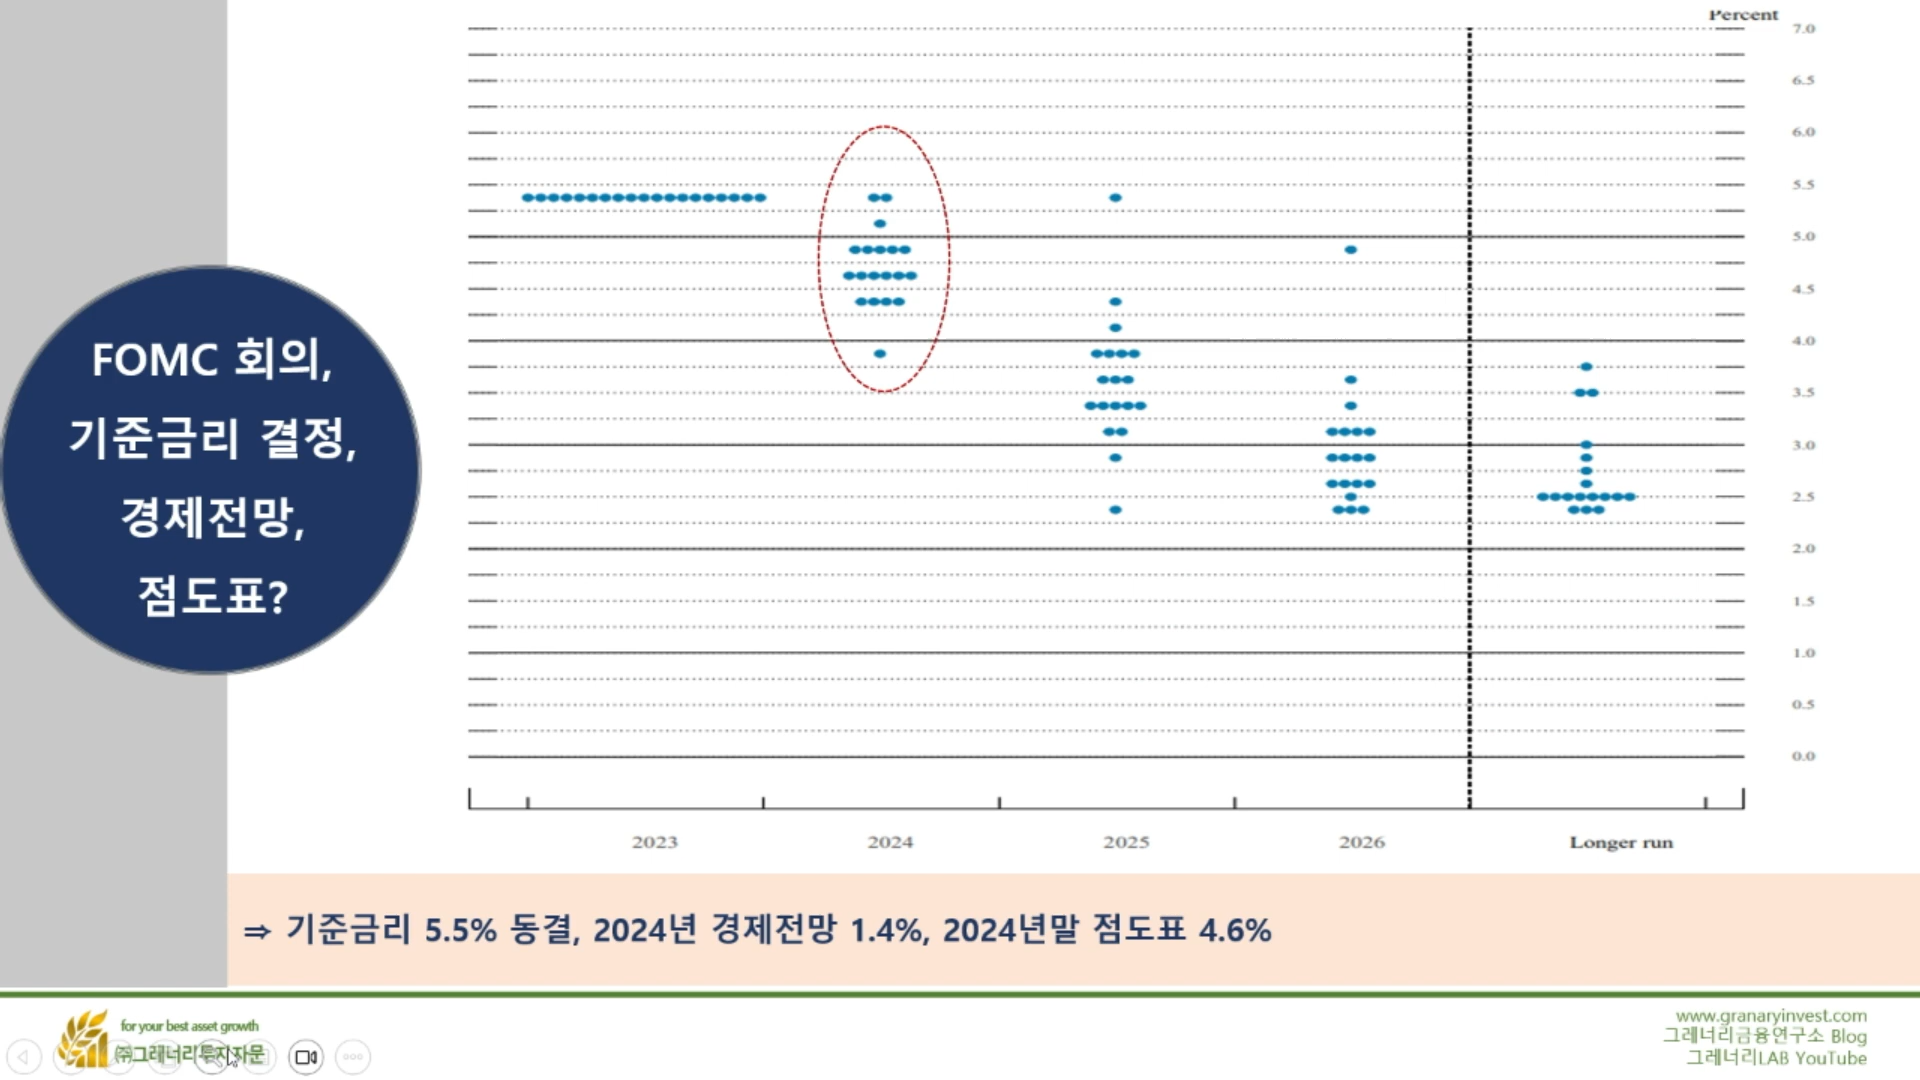 Percent
7.0
6.5
6.0
5.5
5.0
4.5
4.0
3.5
3.0
2.5
2.0
1.5
1.0
0.5
0.0
2023 2024 2025 2026 Longer run
FOMC 회의,
기준금리 결정,
경제전망,
점도표?
⇒ 기준금리 5.5% 동결, 2024년 경제전망 1.4%, 2024년말 점도표 4.6%
for your best asset growth
㈜그레너리투자자문
www.granaryinvest.com
그레너리금융연구소 Blog
그레너리LAB YouTube